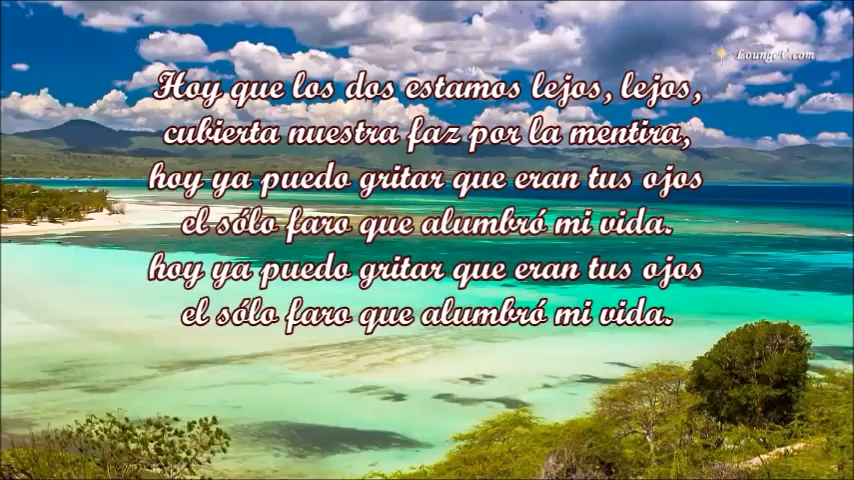 LoungeV.com
Hoy que los dos estamos lejos, lejos,
cubierta nuestra faz por la mentira,
hoy ya puedo gritar que eran tus ojos
el sólo faro que alumbró mi vida.
hoy ya puedo gritar que eran tus ojos
el sólo faro que alumbró mi vida.